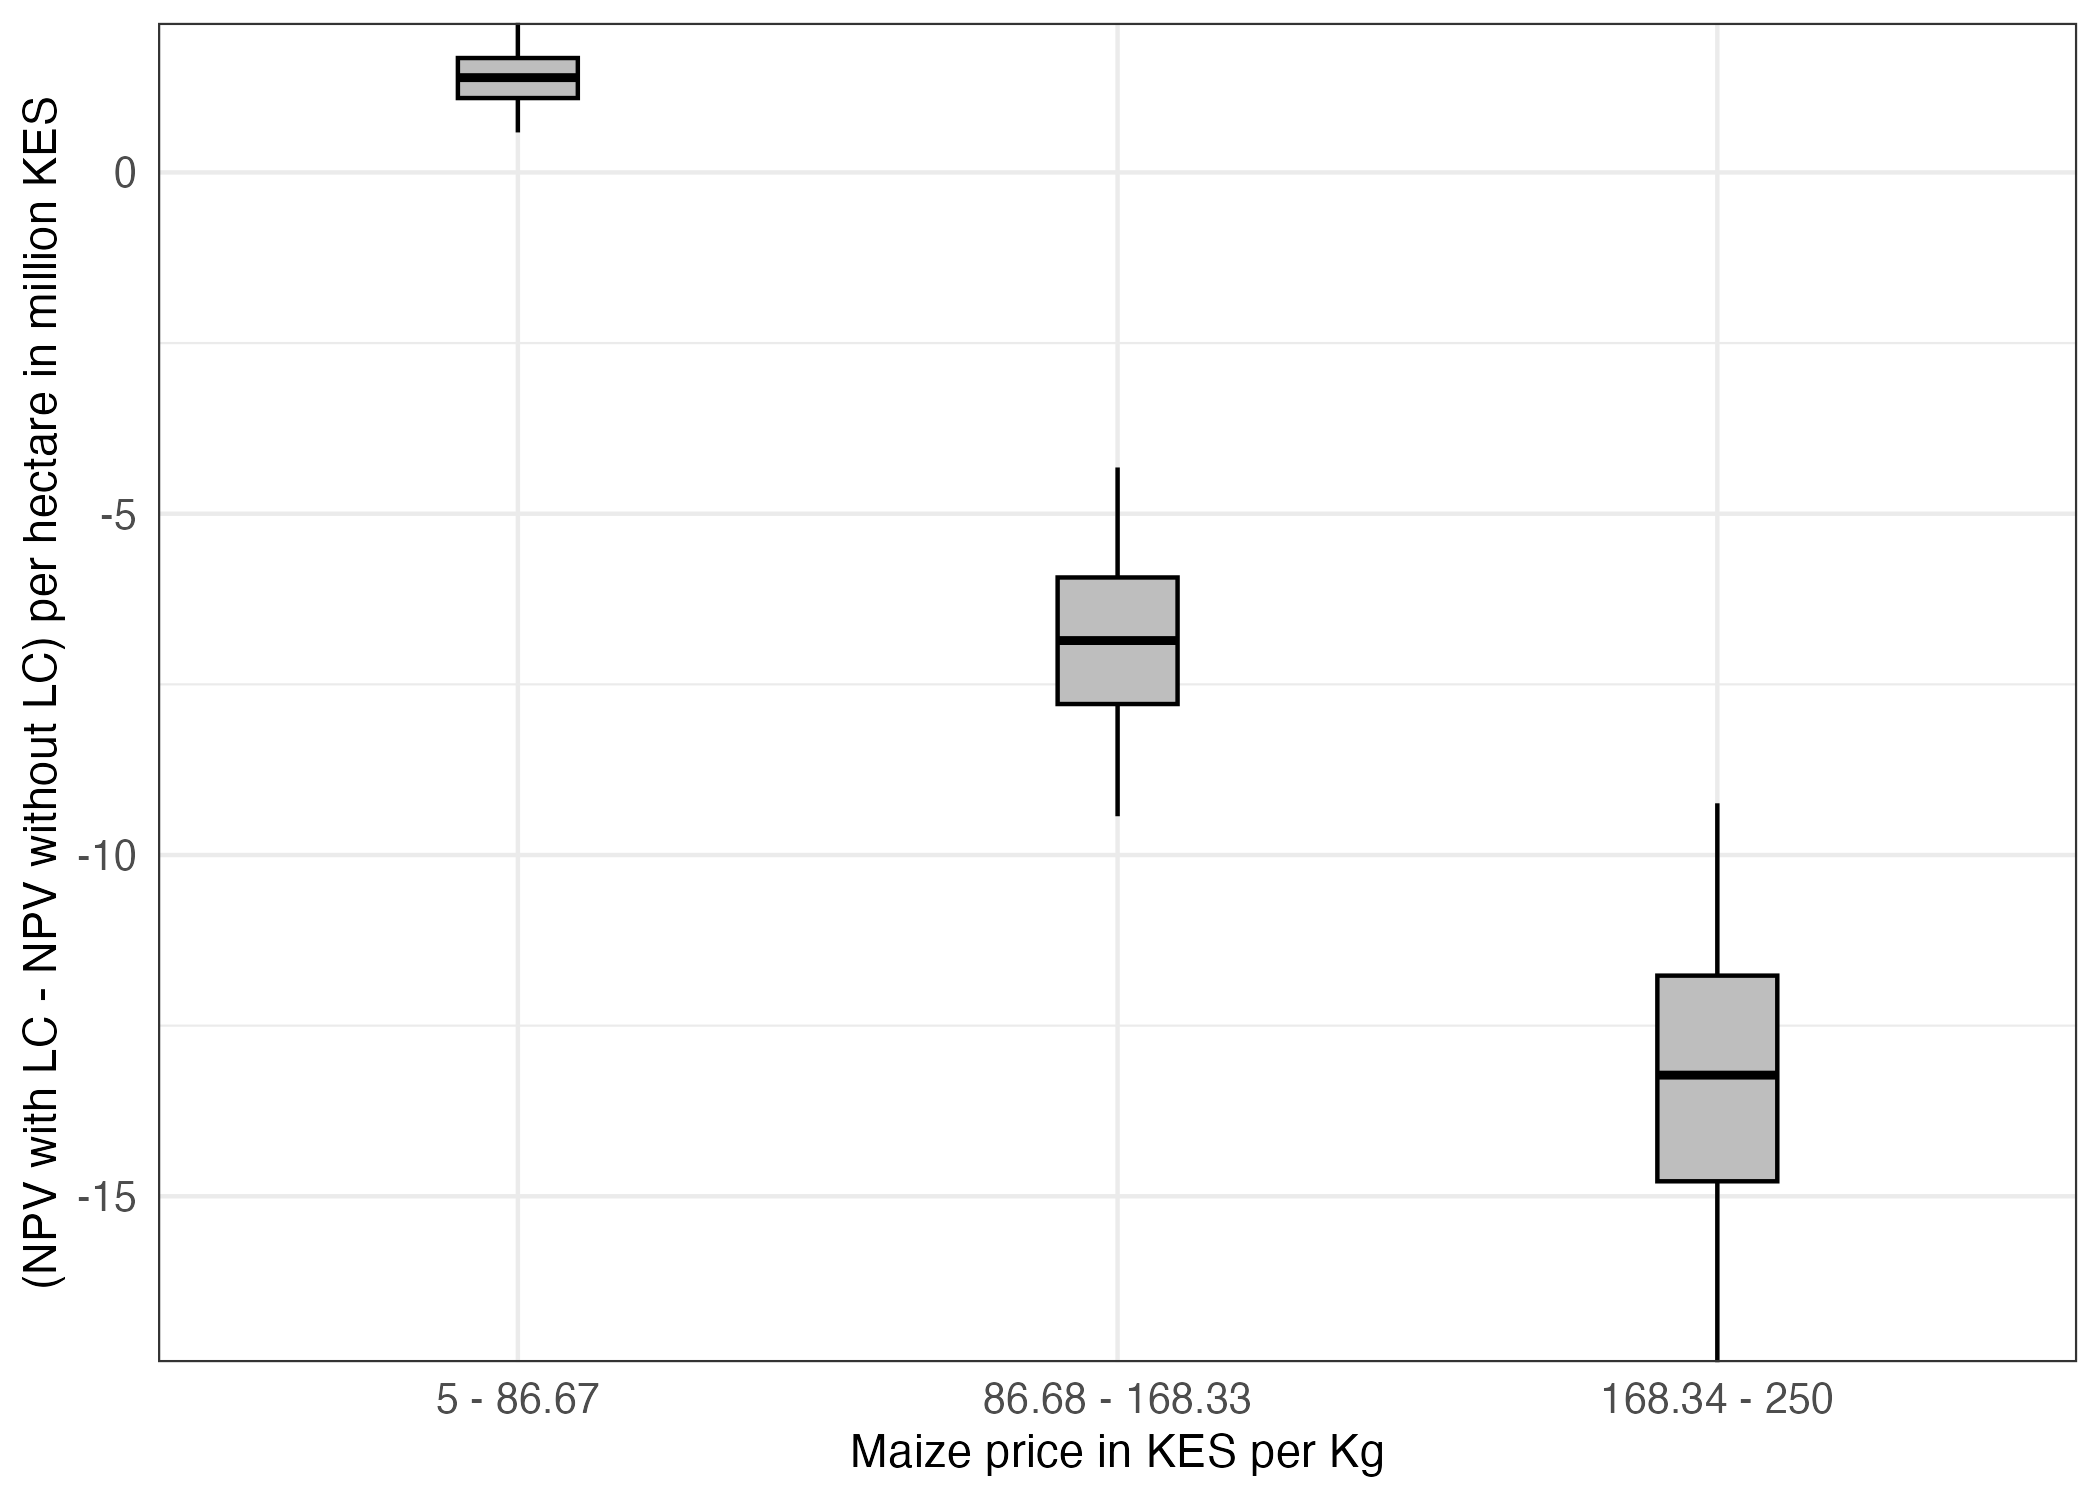 (NPV with LC - NPV without LC) per hectare in million KES
0
-5
-10
-15
5 - 86.67
86.68 - 168.33
168.34 - 250
Maize price in KES per Kg